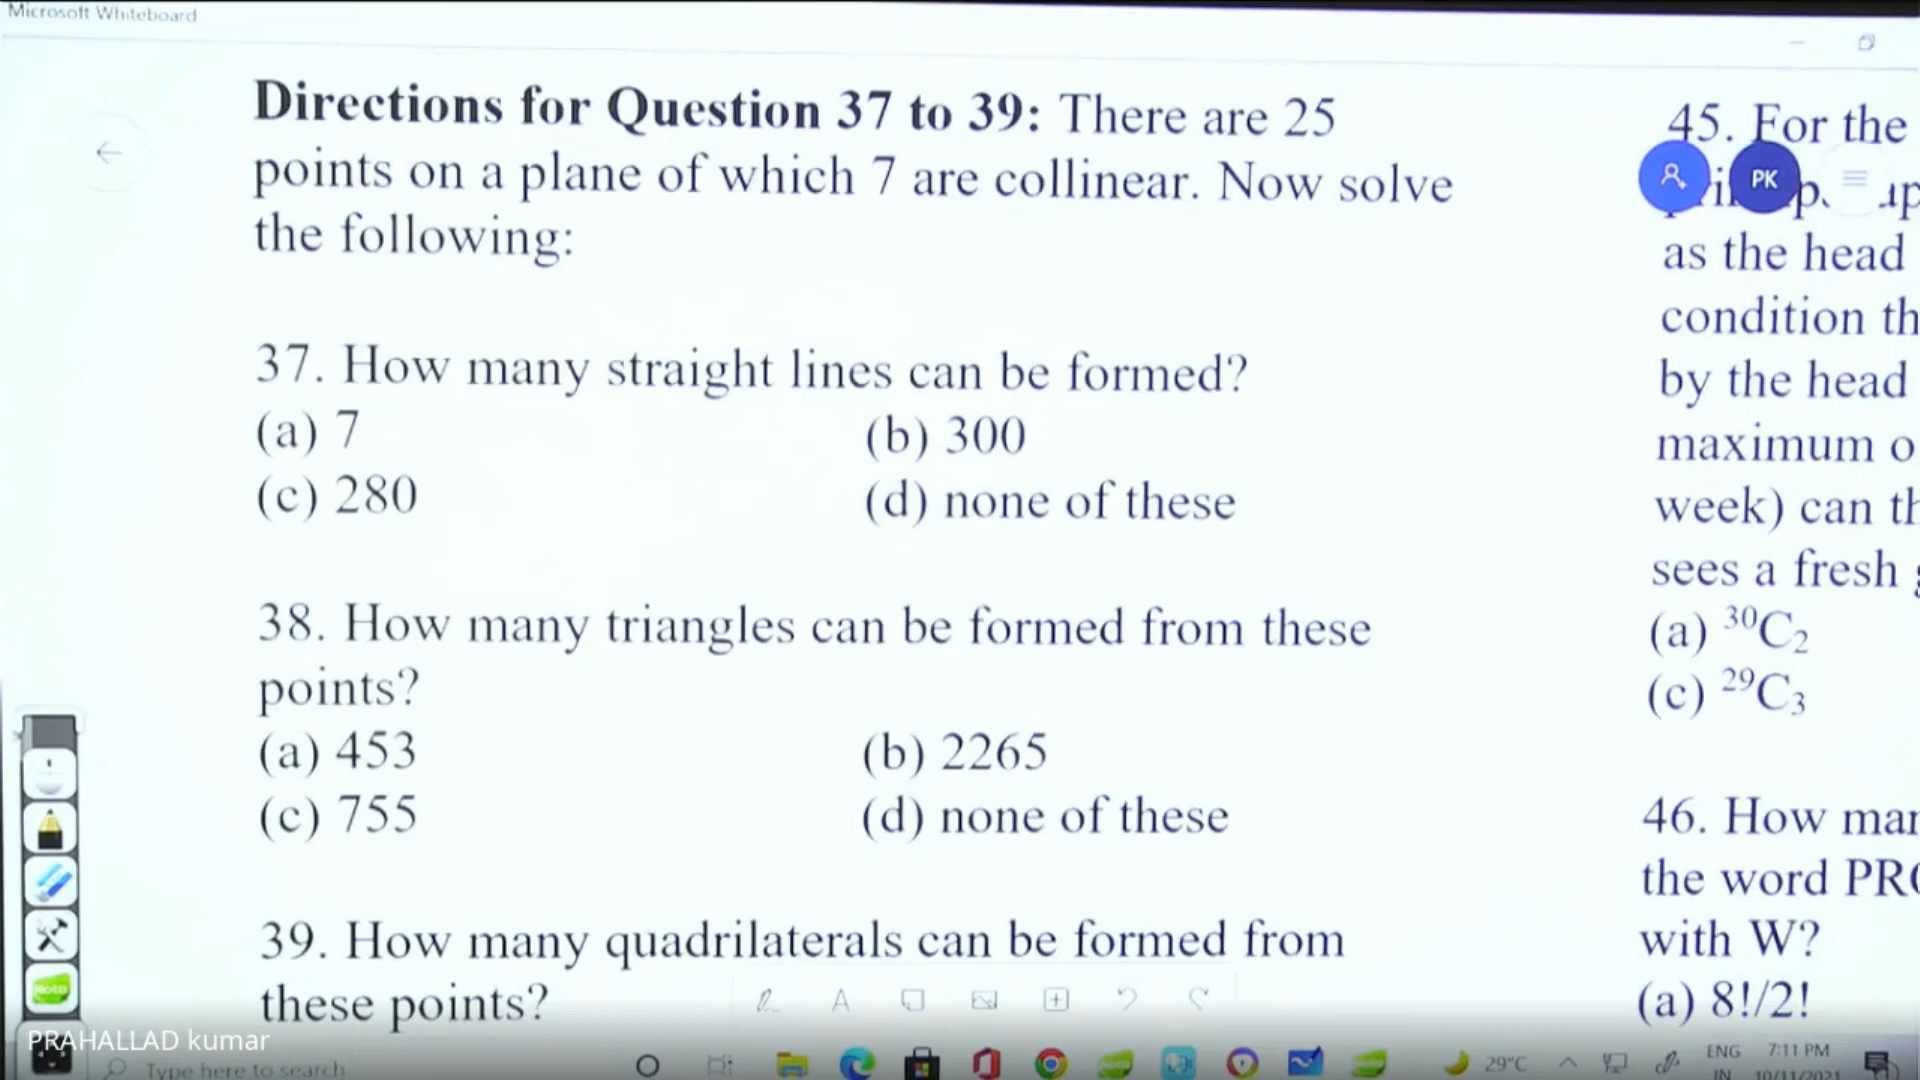 Microsoft Whiteboard
Directions for Question 37 to 39: There are 25
points on a plane of which 7 are collinear. Now solve
the following:
37. How many straight lines can be formed?
(a) 7 (b) 300
(c) 280 (d) none of these
38. How many triangles can be formed from these
points?
(a) 453 (b) 2265
(c) 755 (d) none of these
39. How many quadrilaterals can be formed from
these points?
45. For the
PK
as the head
condition th
by the head
maximum o
week) can th
sees a fresh
(a) ³⁰C₂
(c) ²⁹C₃
46. How mar
the word PRO
with W?
(a) 8!/2!
PRAHALLAD kumar
Type here to search
29°C
ENG
IN
7:11 PM
10/11/2021